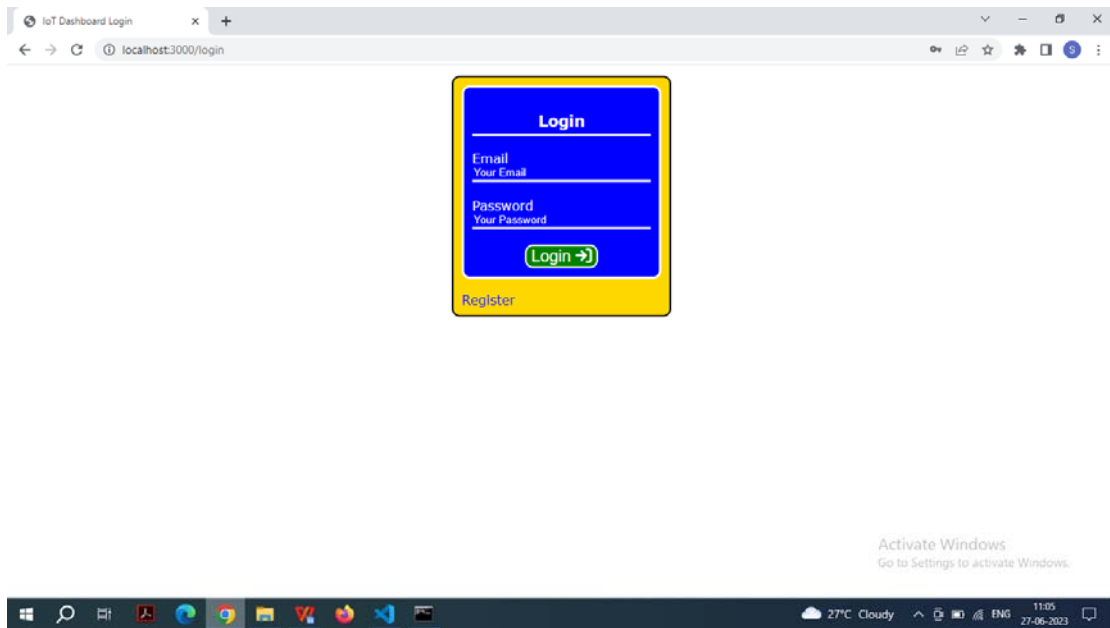 IoT Dashboard Login
localhost:3000/login
S
Login
Email
Your Email
Password
Your Password
Login
Register
Activate Windows
Go to Settings to activate Windows.
27°C Cloudy
ENG
11:05
27-06-2023